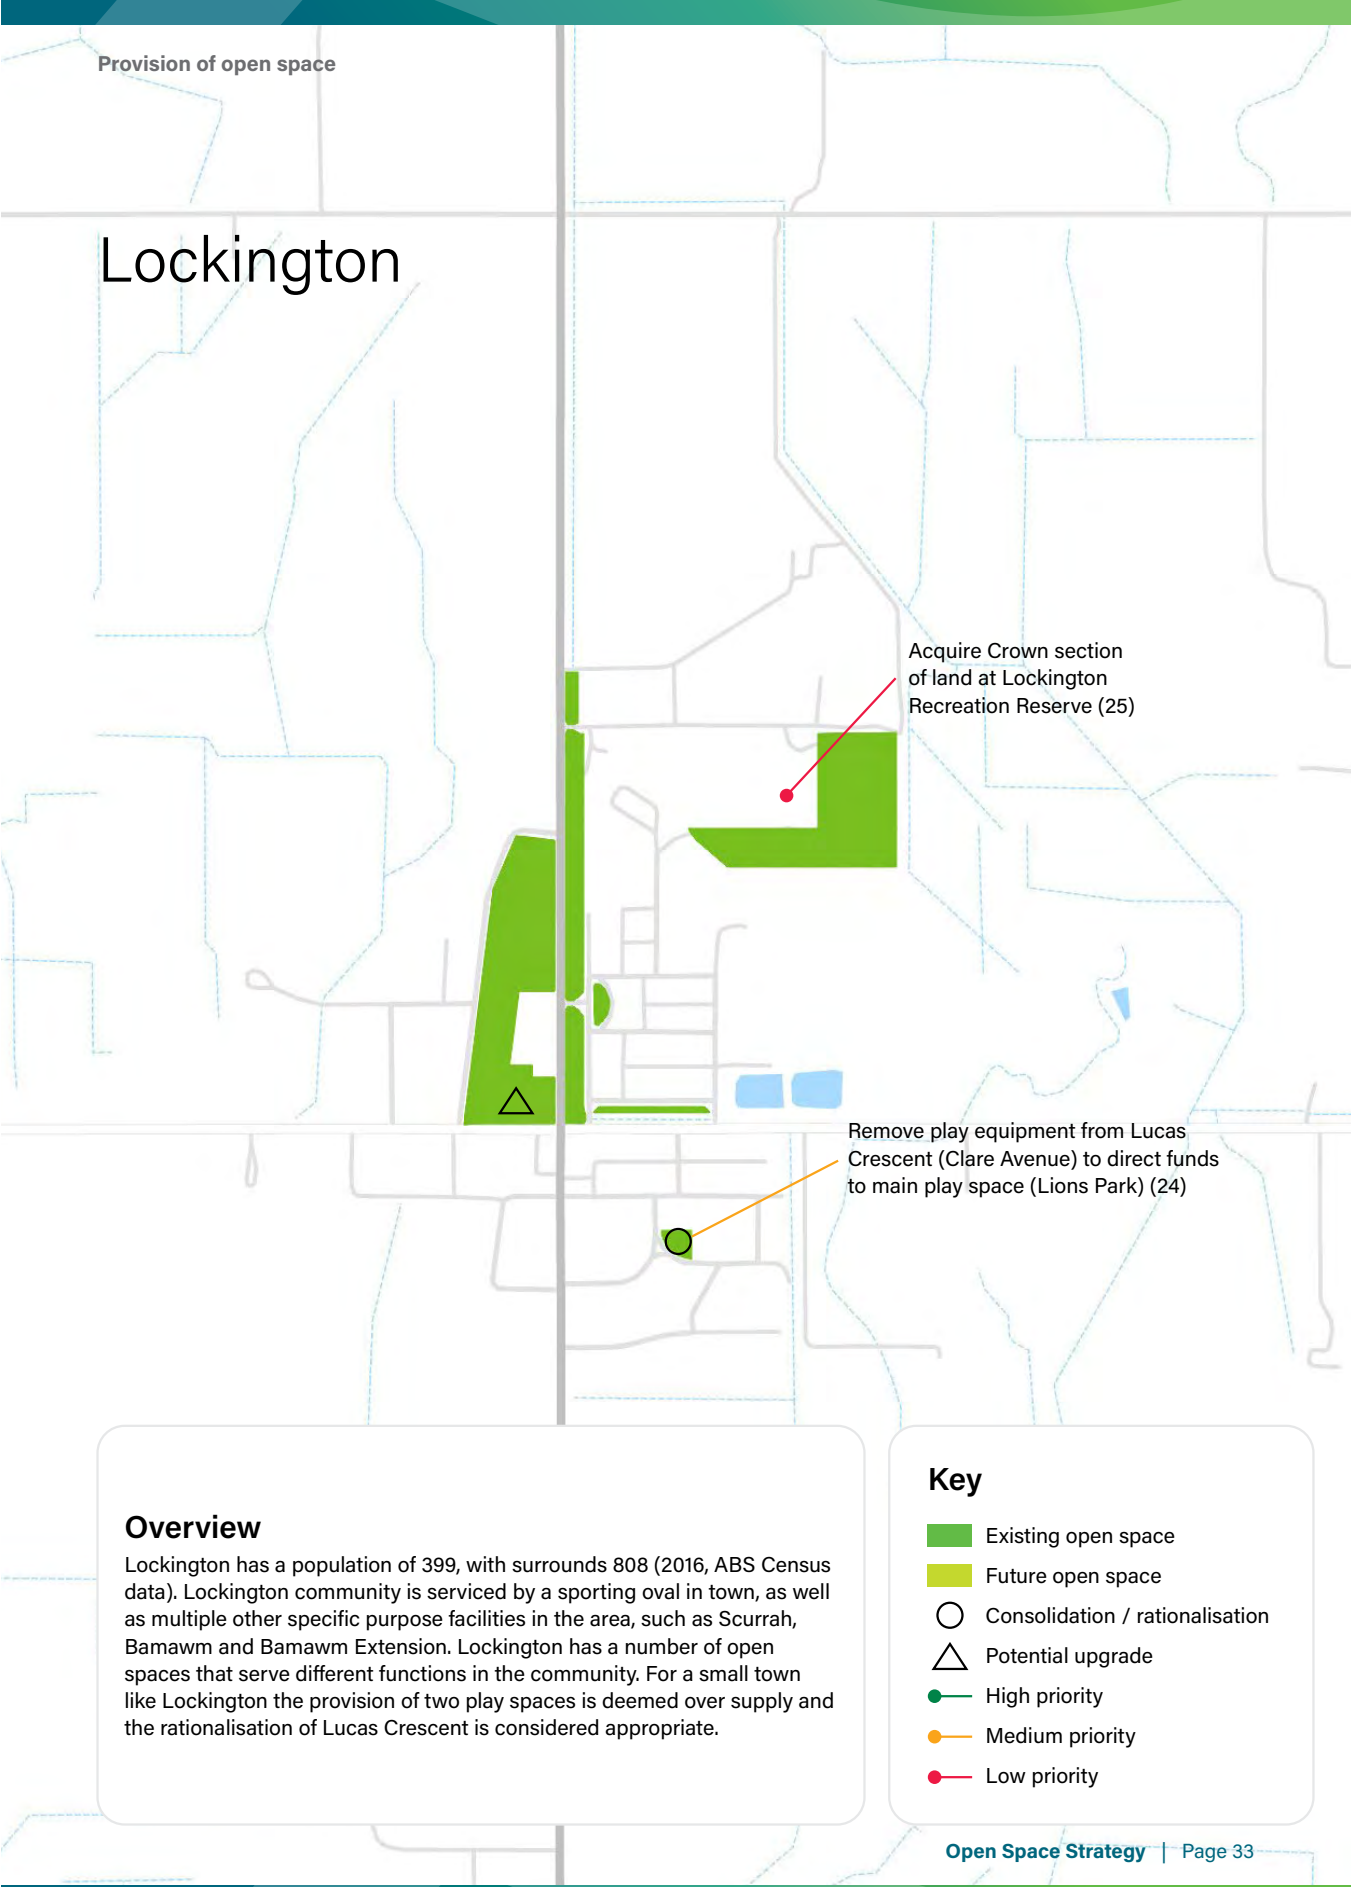 Provision of open space
Lockington
Acquire Crown section
of land at Lockington
Recreation Reserve (25)
Remove play equipment from Lucas
Crescent (Clare Avenue) to direct funds
to main play space (Lions Park) (24)
Overview
Lockington has a population of 399, with surrounds 808 (2016, ABS Census
data). Lockington community is serviced by a sporting oval in town, as well
as multiple other specific purpose facilities in the area, such as Scurrah,
Bamawm and Bamawm Extension. Lockington has a number of open
spaces that serve different functions in the community. For a small town
like Lockington the provision of two play spaces is deemed over supply and
the rationalisation of Lucas Crescent is considered appropriate.
Key
Existing open space
Future open space
Consolidation / rationalisation
Potential upgrade
High priority
Medium priority
Low priority
Open Space Strategy | Page 33